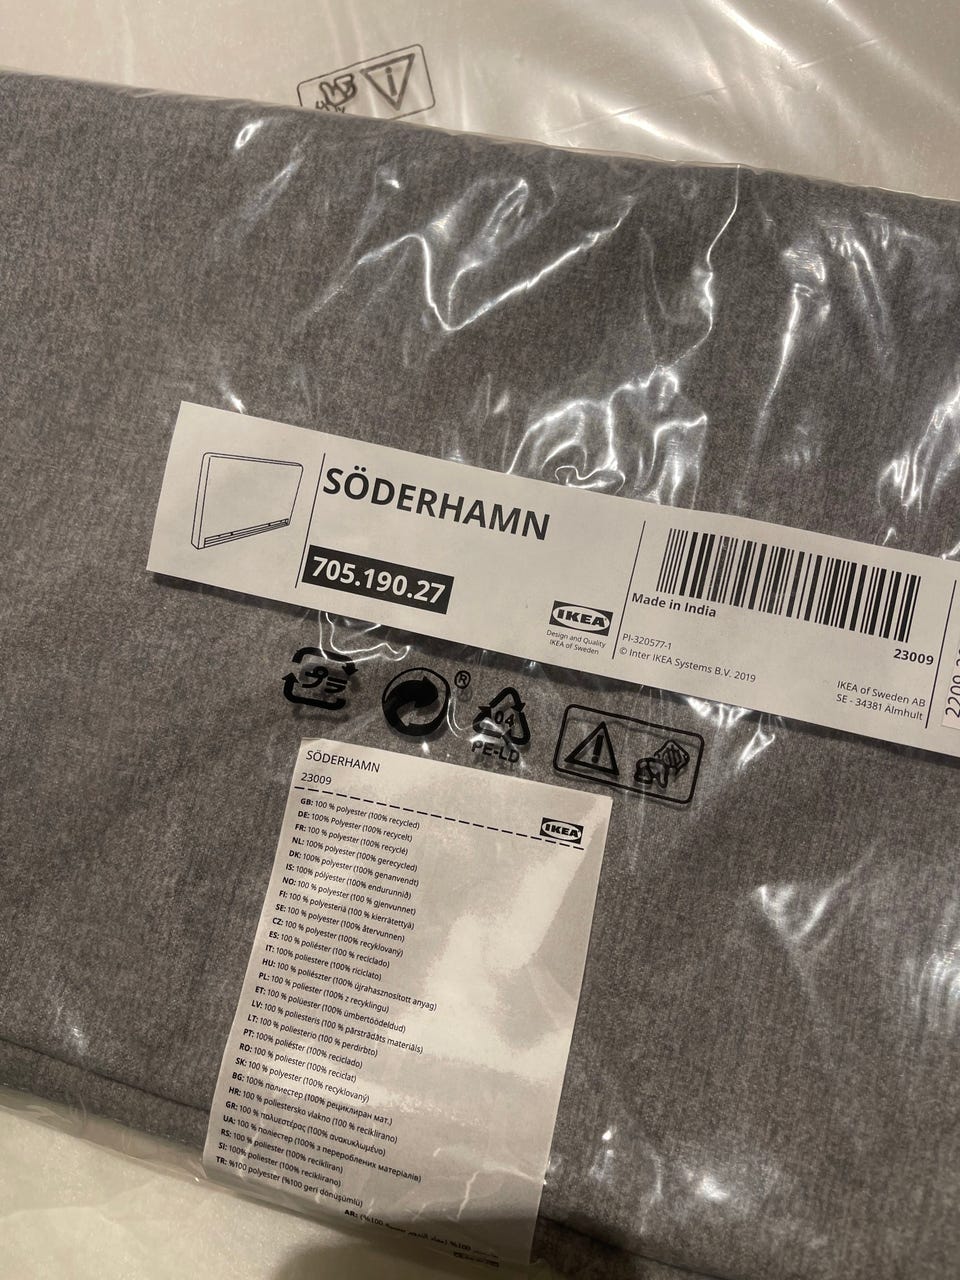 SÖDERHAMN
705.190.27
IKEA
Design and Quality
IKEA of Sweden
Made in India
PI-320577-1
© Inter IKEA Systems B.V. 2019
23009
IKEA of Sweden AB
SE - 34381 Älmhult
®
04
PE-LD
SÖDERHAMN
23009
IKEA
GB: 100 % polyester (100% recycled)
DE: 100% Polyester (100% recycelt)
FR: 100 % polyester (100 % recyclé)
NL: 100% polyester (100% gerecycled)
DK: 100% polyester (100% genanvendt)
IS: 100% pólýester (100% endurunnið)
NO: 100 % polyester (100 % gjenvunnet)
FI: 100 % polyesteriä (100 % kierrätettyä)
SE: 100 % polyester (100% återvunnen)
CZ: 100 % polyester (100% recyklovaný)
ES: 100 % poliéster (100 % reciclado)
IT: 100% poliestere (100% riciclato)
HU: 100 % poliészter (100% újrahasznosított anyag)
PL: 100 % poliester (100% z recyklingu)
ET: 100 % polüester (100% ümbertöödeldud)
LV: 100 % poliesteris (100 % pārstrādāts materiāls)
LT: 100 % poliesterio (100 % perdirbto)
PT: 100% poliéster (100% reciclado)
RO: 100 % poliester (100% reciclat)
SK: 100 % polyester (100% recyklovaný)
BG: 100% полиестер (100% рециклиран мат.)
HR: 100 % poliestersko vlakno (100 % reciklirano)
GR: 100 % πολυεστέρας (100% ανακυκλωμένο)
UA: 100 % поліестер (100% з перероблених матеріалів)
RS: 100 % poliester (100% recikliran)
SI: 100% poliester (100% reciklirano)
TR: %100 polyester (%100 geri dönüşümlü)
AR: